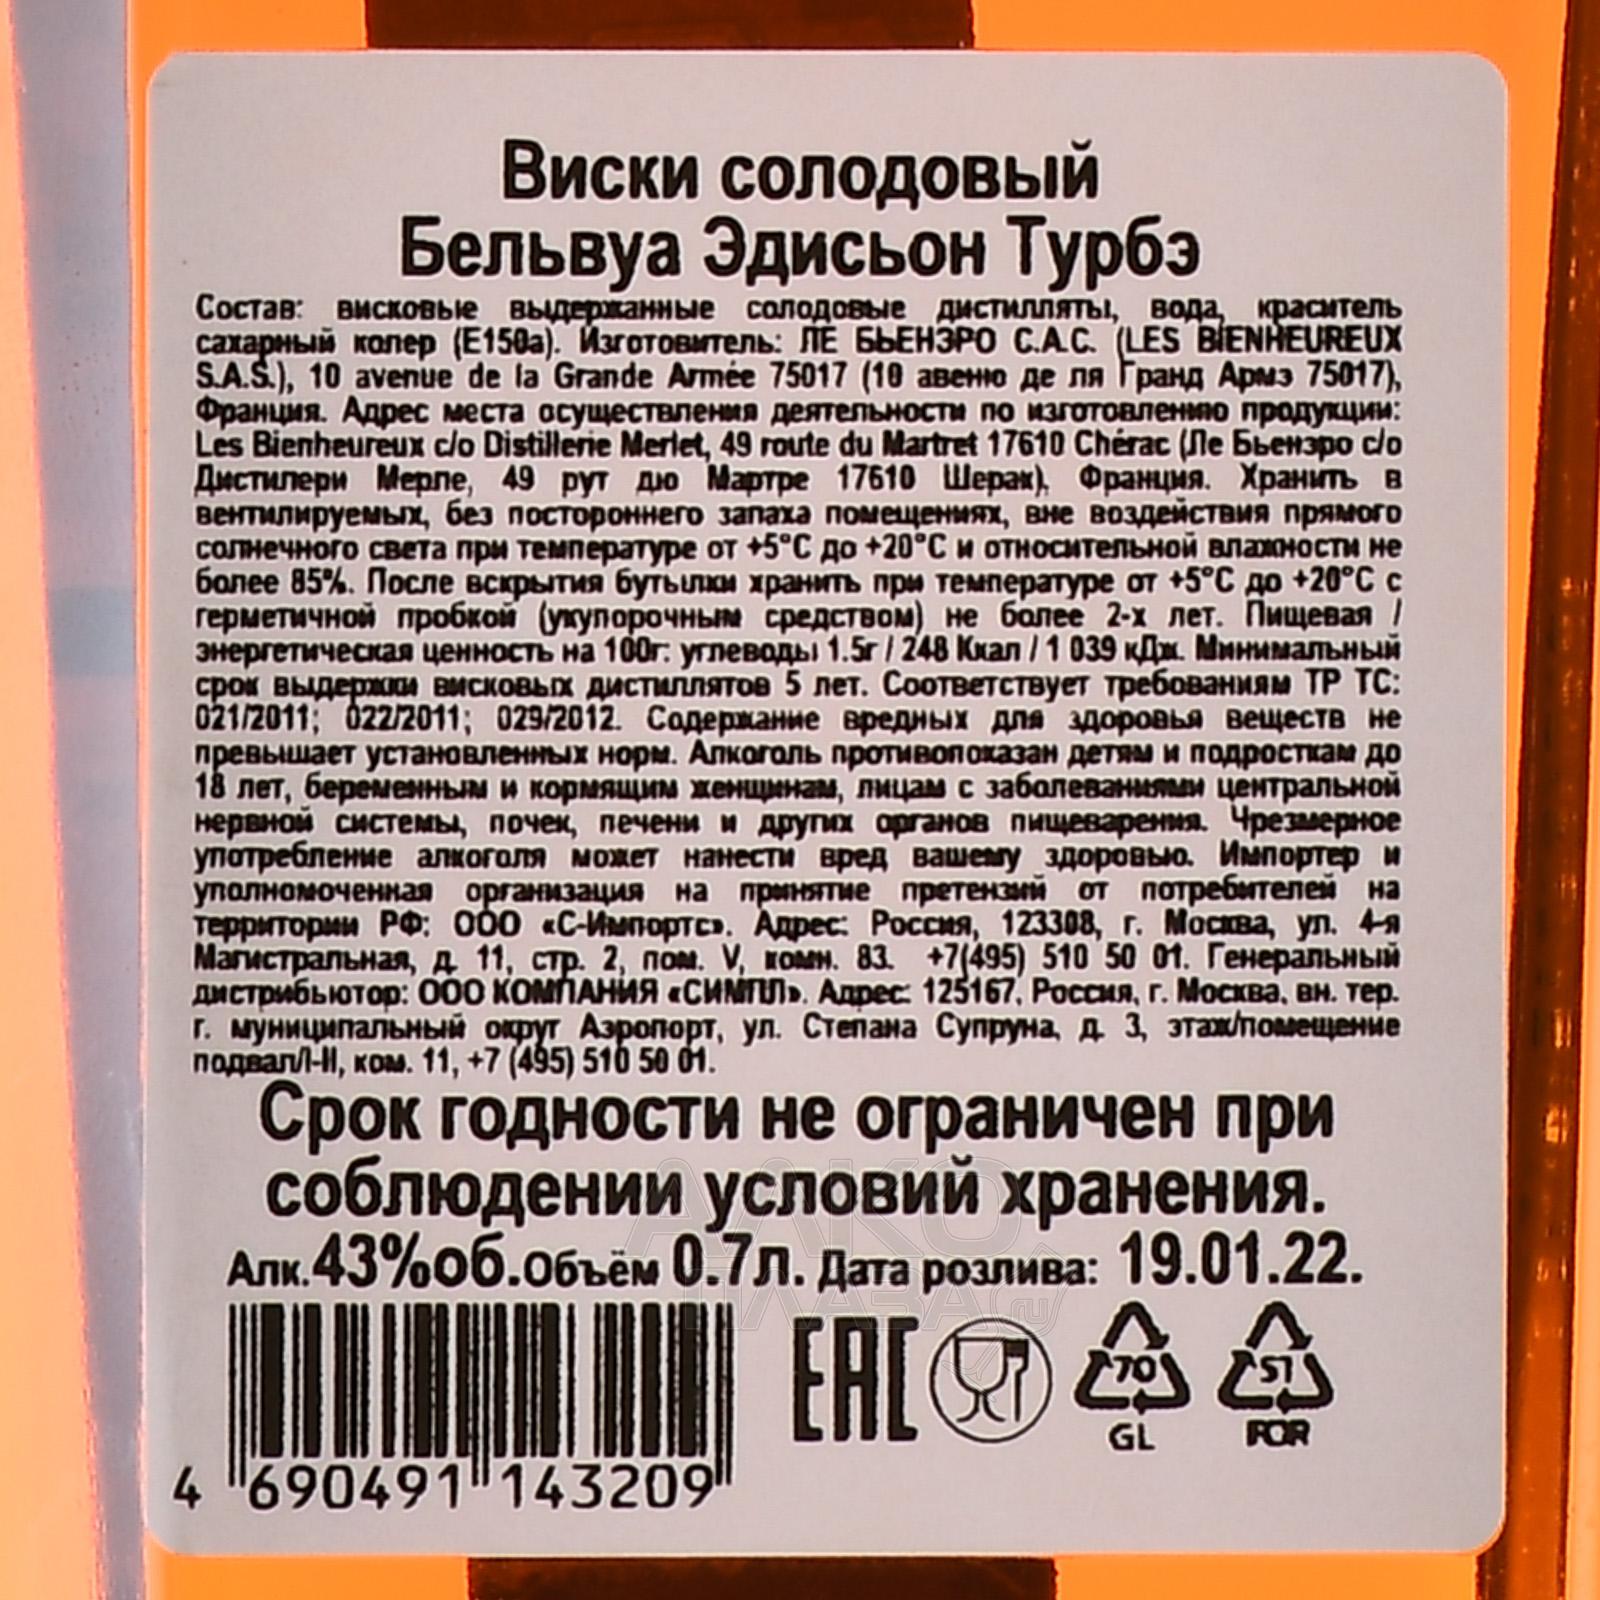 Виски солодовый
Бельвуа Эдисьон Турбэ
Состав: висковые выдержанные солодовые дистилляты, вода, краситель
сахарный колер (Е150а). Изготовитель: ЛЕ БЬЕНЭРО С.А.С. (LES BIENHEUREUX
S.A.S.), 10 avenue de la Grande Armée 75017 (10 авеню де ля Гранд Армэ 75017),
Франция. Адрес места осуществления деятельности по изготовлению продукции:
Les Bienheureux c/o Distillerie Merlet, 49 route du Martret 17610 Chérac (Ле Бьенэро с/о
Дистилери Мерле, 49 рут дю Мартре 17610 Шерак), Франция. Хранить в
вентилируемых, без постороннего запаха помещениях, вне воздействия прямого
солнечного света при температуре от +5°С до +20°С и относительной влажности не
более 85%. После вскрытия бутылки хранить при температуре от +5°С до +20°С с
герметичной пробкой (укупорочным средством) не более 2-х лет. Пищевая /
энергетическая ценность на 100г: углеводы 1.5г / 248 Ккал / 1 039 кДж. Минимальный
срок выдержки висковых дистиллятов 5 лет. Соответствует требованиям ТР ТС:
021/2011; 022/2011; 029/2012. Содержание вредных для здоровья веществ не
превышает установленных норм. Алкоголь противопоказан детям и подросткам до
18 лет, беременным и кормящим женщинам, лицам с заболеваниями центральной
нервной системы, почек, печени и других органов пищеварения. Чрезмерное
употребление алкоголя может нанести вред вашему здоровью. Импортер и
уполномоченная организация на принятие претензий от потребителей на
территории РФ: ООО «С-Импортс». Адрес: Россия, 123308, г. Москва, ул. 4-я
Магистральная, д. 11, стр. 2, пом. V, комн. 83. +7(495) 510 50 01. Генеральный
дистрибьютор: ООО КОМПАНИЯ «СИМПЛ». Адрес: 125167, Россия, г. Москва, вн. тер.
г. муниципальный округ Аэропорт, ул. Степана Супруна, д. 3, этаж/помещение
подвал/I-II, ком. 11, +7 (495) 510 50 01.
Срок годности не ограничен при
соблюдении условий хранения.
Алк.43%об.Объём 0.7л. Дата розлива: 19.01.22.
EAC
70
GL
51
FOR
4 690491 143209
АЛКО
ПЛАЗА.ru